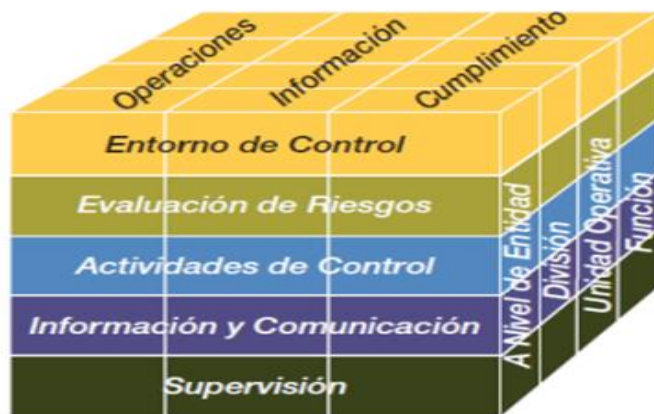 Operaciones
Información
Cumplimiento
Entorno de Control
Evaluación de Riesgos
Actividades de Control
Información y Comunicación
Supervisión
A Nivel de Entidad
División
Unidad Operativa
Función